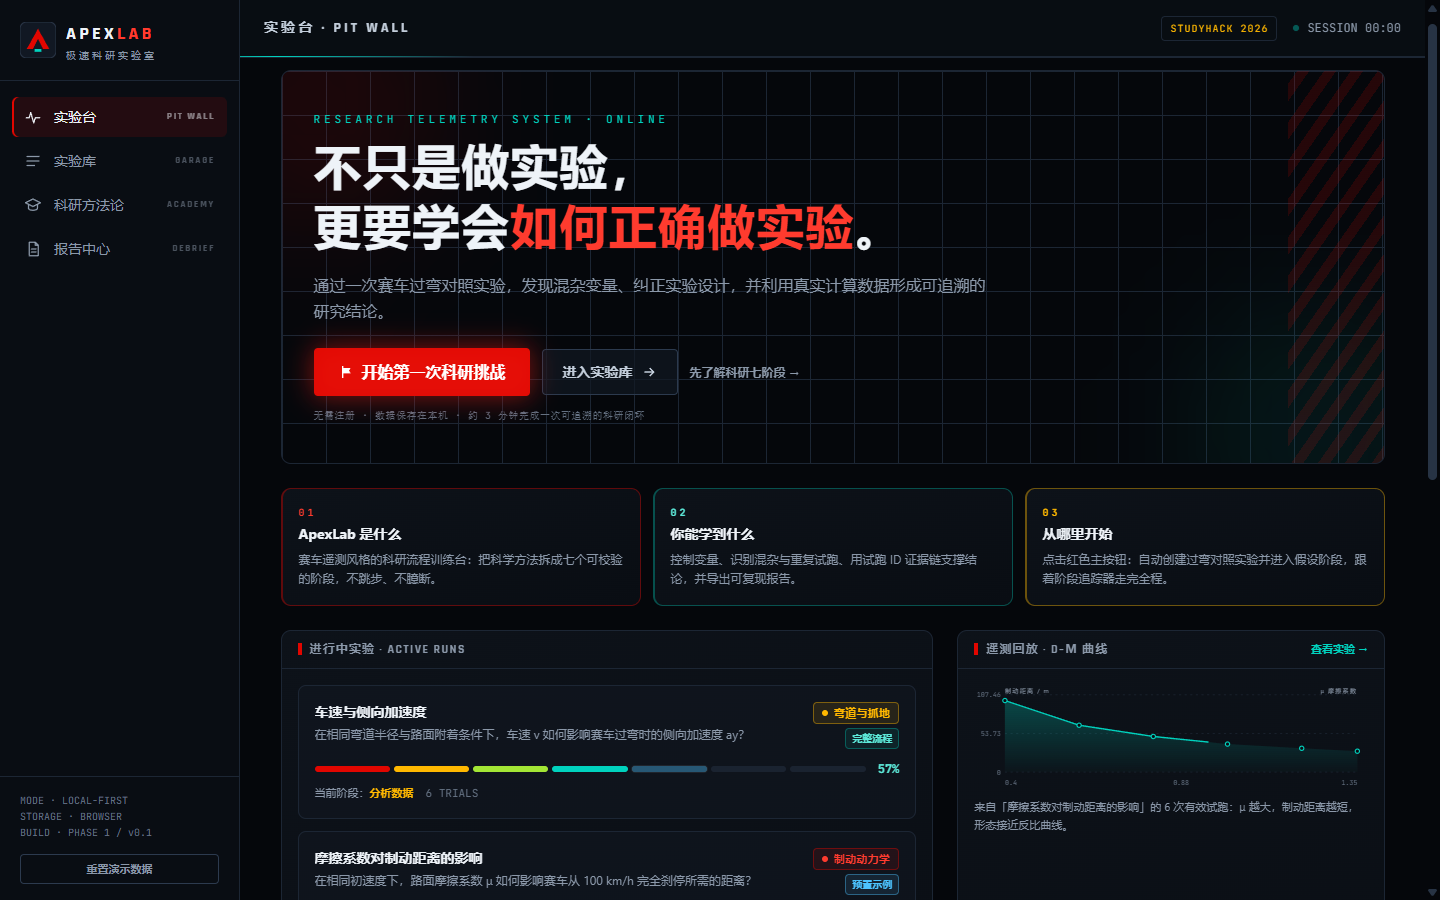 APEXLAB
极速科研实验室
实验台 PIT WALL
实验库 GARAGE
科研方法论 ACADEMY
报告中心 DEBRIEF
MODE · LOCAL-FIRST
STORAGE · BROWSER
BUILD · PHASE 1 / v0.1
重置演示数据
实验台 · PIT WALL
STUDYHACK 2026
SESSION 00:00
RESEARCH TELEMETRY SYSTEM · ONLINE
不只是做实验，
更要学会如何正确做实验。
通过一次赛车过弯对照实验，发现混杂变量、纠正实验设计，并利用真实计算数据形成可追溯的
研究结论。
开始第一次科研挑战
进入实验库 →
先了解科研七阶段 →
无需注册 · 数据保存在本机 · 约 3 分钟完成一次可追溯的科研闭环
01
ApexLab 是什么
赛车遥测风格的科研流程训练台：把科学方法拆成七个可校验
的阶段，不跳步、不臆断。
02
你能学到什么
控制变量、识别混杂与重复试跑、用试跑 ID 证据链支撑结
论，并导出可复现报告。
03
从哪里开始
点击红色主按钮：自动创建过弯对照实验并进入假设阶段，跟
着阶段追踪器走完全程。
进行中实验 · ACTIVE RUNS
车速与侧向加速度
弯道与抓地
在相同弯道半径与路面附着条件下，车速 v 如何影响赛车过弯时的侧向加速度 ay?
完整流程
57%
当前阶段：分析数据 6 TRIALS
摩擦系数对制动距离的影响
制动动力学
在相同初速度下，路面摩擦系数 μ 如何影响赛车从 100 km/h 完全刹停所需的距离?
预置示例
遥测回放 · D-M 曲线
查看实验 →
制动距离 / m
μ 摩擦系数
107.46
53.73
0
0.4
0.88
1.35
来自「摩擦系数对制动距离的影响」的 6 次有效试跑：μ 越大，制动距离越短，
形态接近反比曲线。